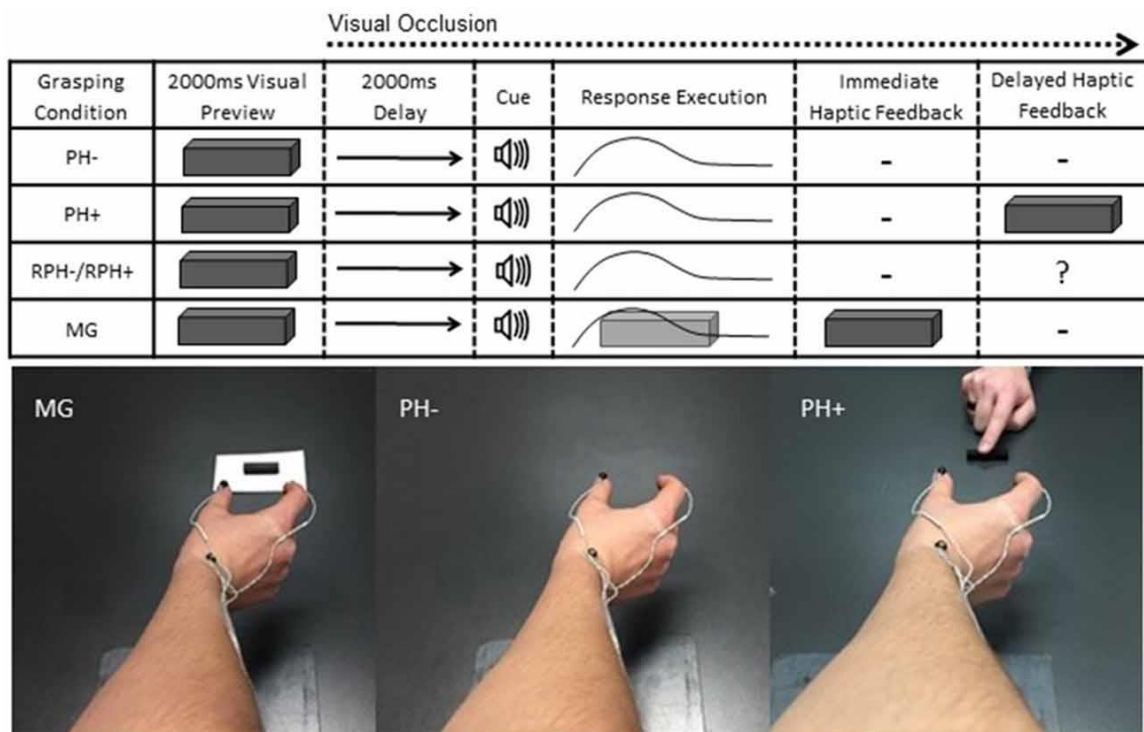 Visual Occlusion
Grasping Condition
2000ms Visual Preview
2000ms Delay
Cue
Response Execution
Immediate Haptic Feedback
Delayed Haptic Feedback
PH-
-
-
PH+
-
RPH-/RPH+
-
?
MG
-
MG
PH-
PH+